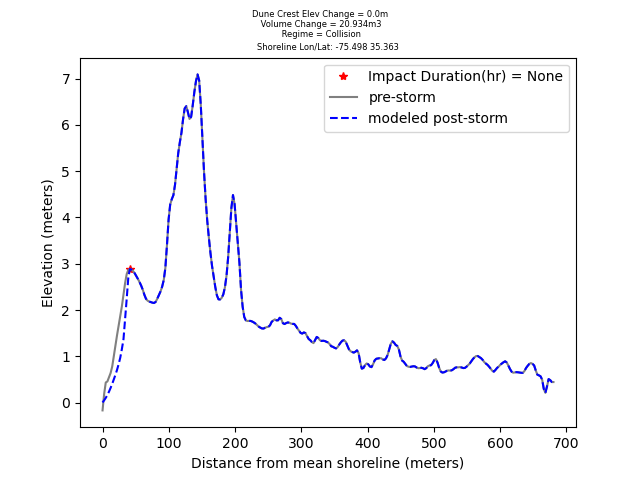 Dune Crest Elev Change = 0.0m
Volume Change = 20.934m3
Regime = Collision
Shoreline Lon/Lat: -75.498 35.363
Impact Duration(hr) = None
pre-storm
modeled post-storm
Elevation (meters)
7
6
5
4
3
2
1
0
0 100 200 300 400 500 600 700
Distance from mean shoreline (meters)